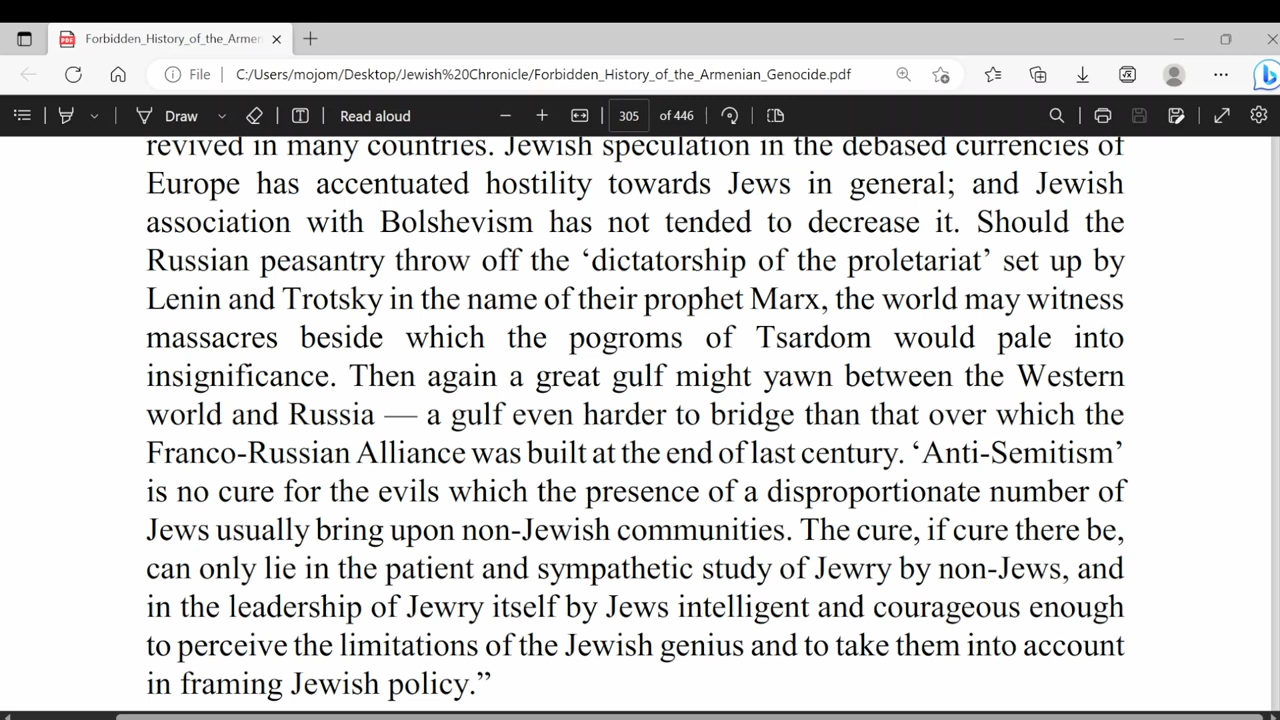 Forbidden_History_of_the_Armen
File
C:/Users/mojom/Desktop/Jewish%20Chronicle/Forbidden_History_of_the_Armenian_Genocide.pdf
Draw
Read aloud
305 of 446
revived in many countries. Jewish speculation in the debased currencies of
Europe has accentuated hostility towards Jews in general; and Jewish
association with Bolshevism has not tended to decrease it. Should the
Russian peasantry throw off the ‘dictatorship of the proletariat’ set up by
Lenin and Trotsky in the name of their prophet Marx, the world may witness
massacres beside which the pogroms of Tsardom would pale into
insignificance. Then again a great gulf might yawn between the Western
world and Russia — a gulf even harder to bridge than that over which the
Franco-Russian Alliance was built at the end of last century. ‘Anti-Semitism’
is no cure for the evils which the presence of a disproportionate number of
Jews usually bring upon non-Jewish communities. The cure, if cure there be,
can only lie in the patient and sympathetic study of Jewry by non-Jews, and
in the leadership of Jewry itself by Jews intelligent and courageous enough
to perceive the limitations of the Jewish genius and to take them into account
in framing Jewish policy.”